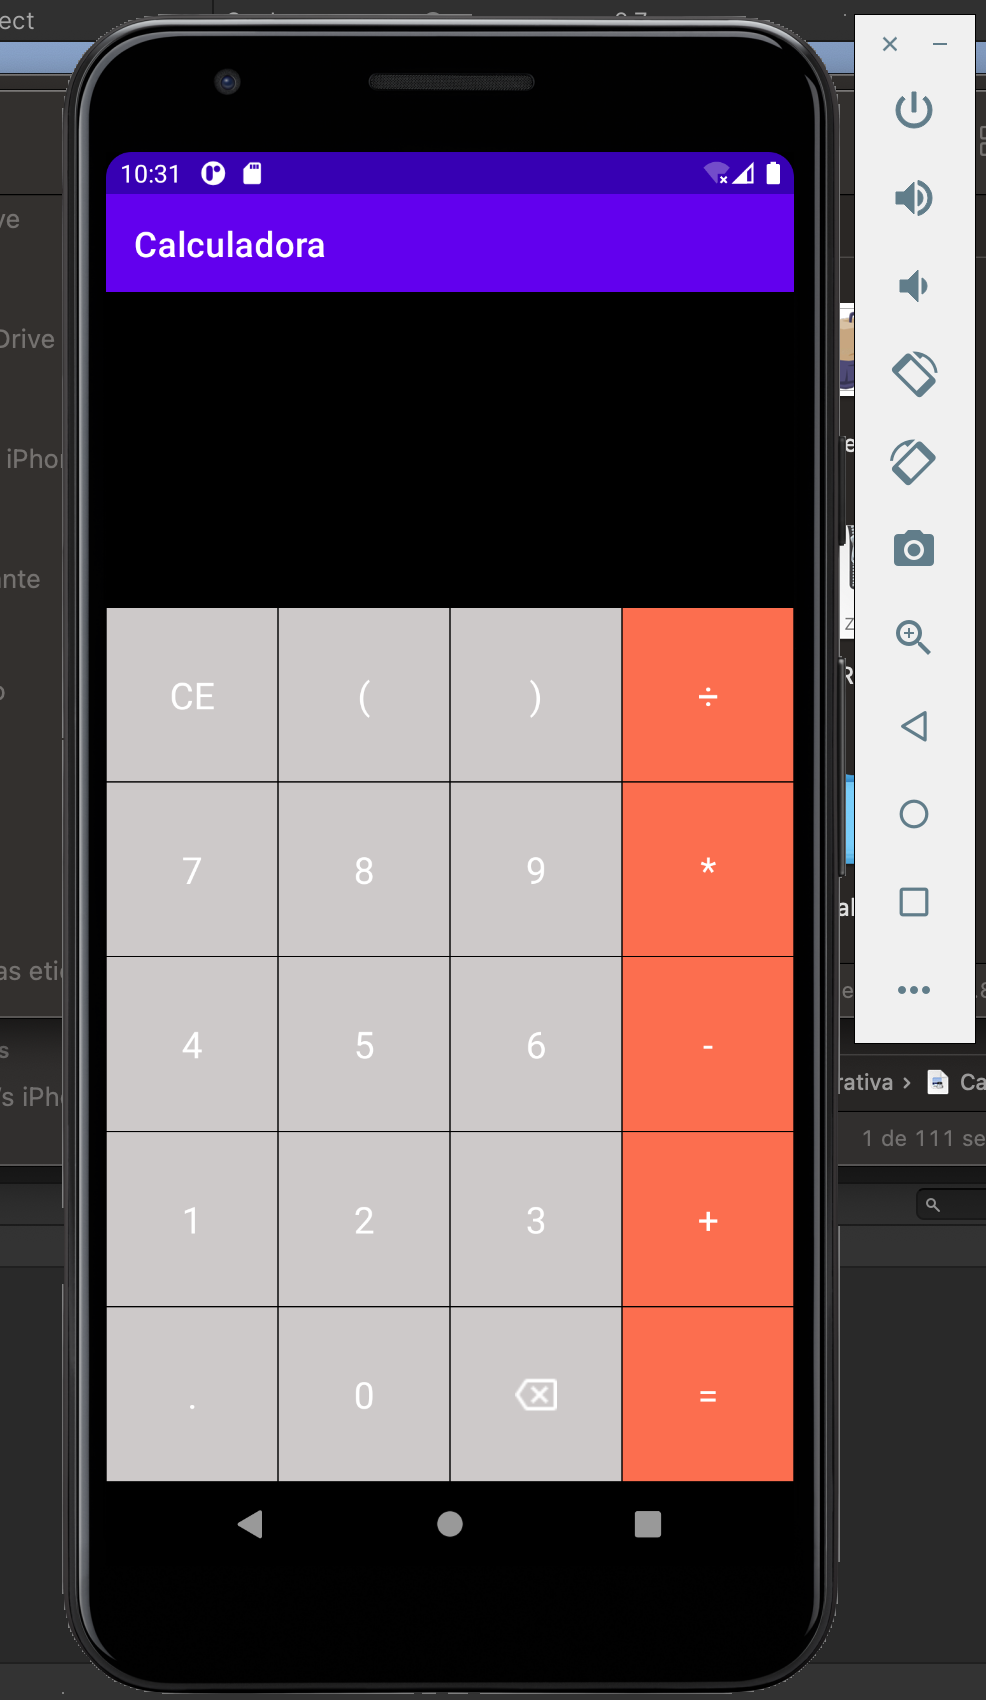 ect
10:31
Calculadora
ve
Drive
iPho
nte
CE ( ) ÷
7 8 9 *
4 5 6 -
1 2 3 +
. 0 =
as eti
s
's iPh
rativa › Ca
1 de 111 se